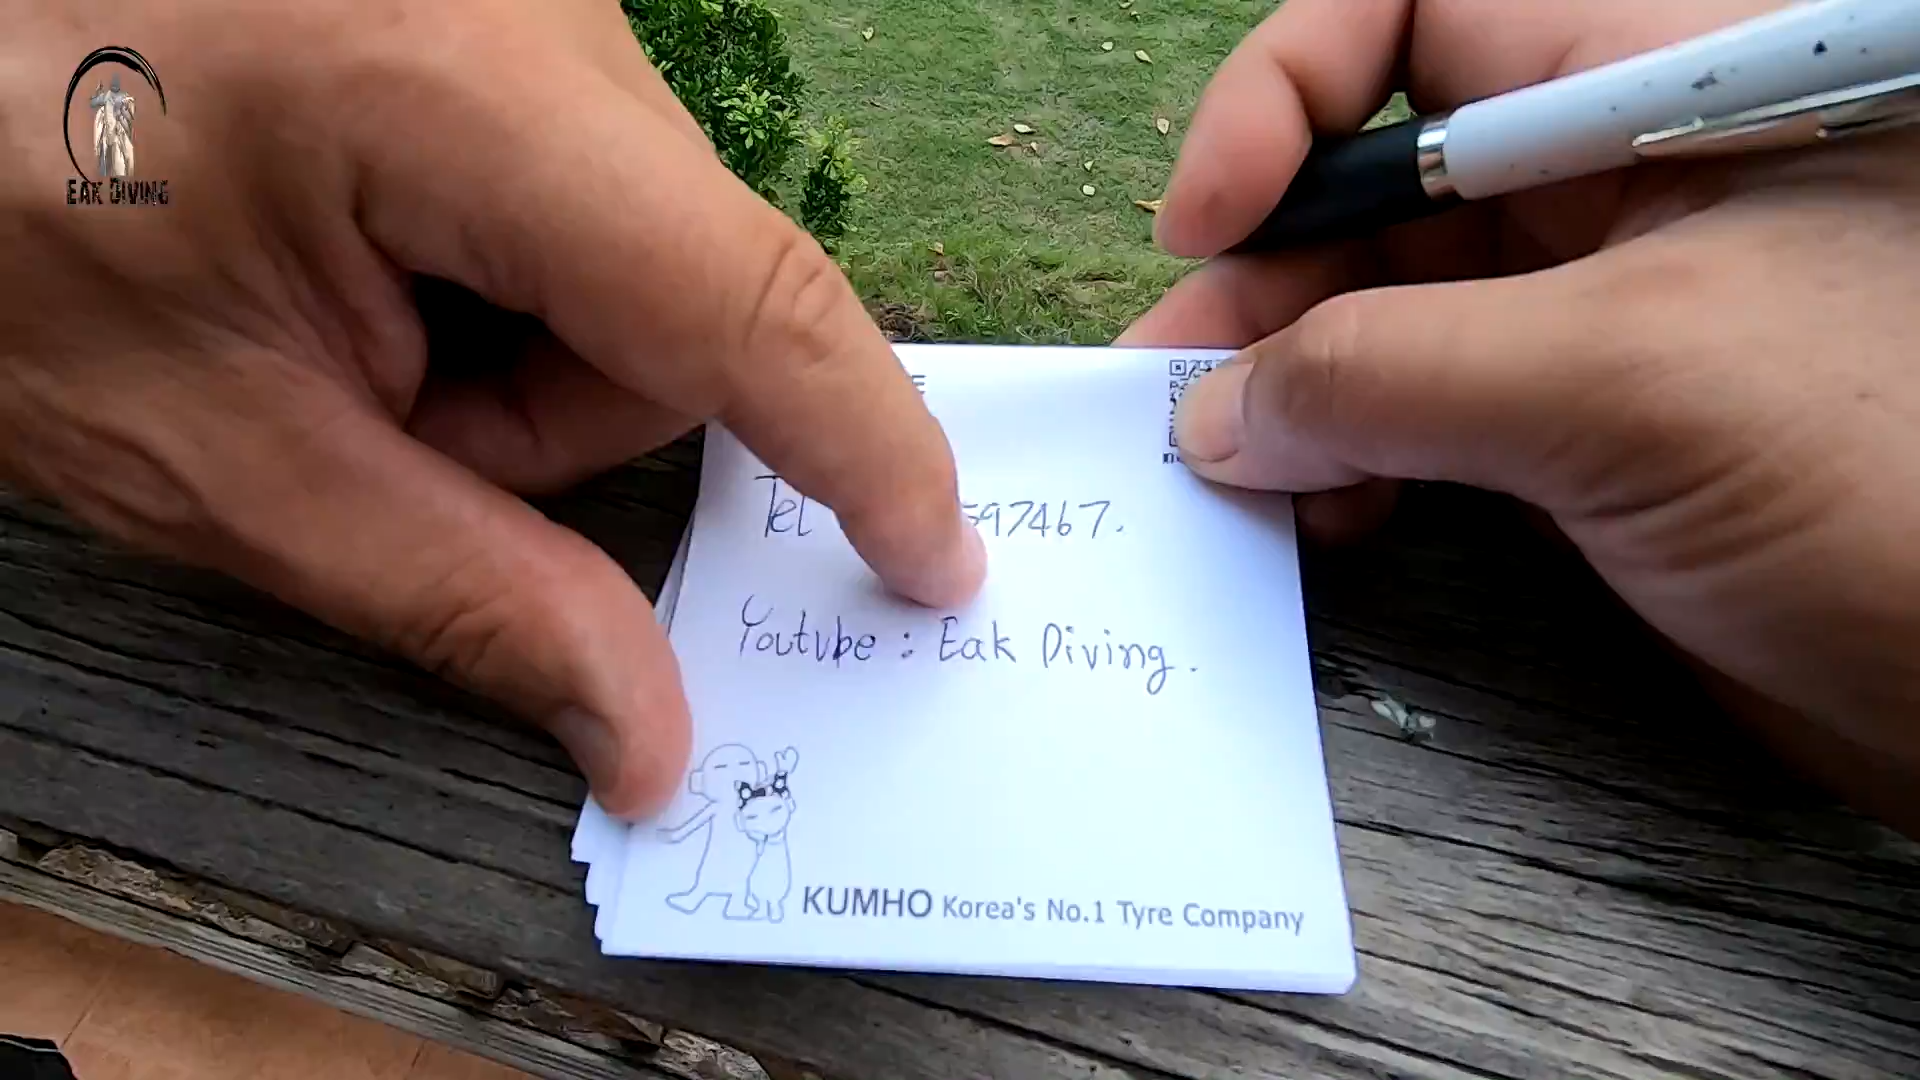 EAK DIVING
Tel 597467.
Youtube : Eak Diving.
KUMHO Korea's No.1 Tyre Company